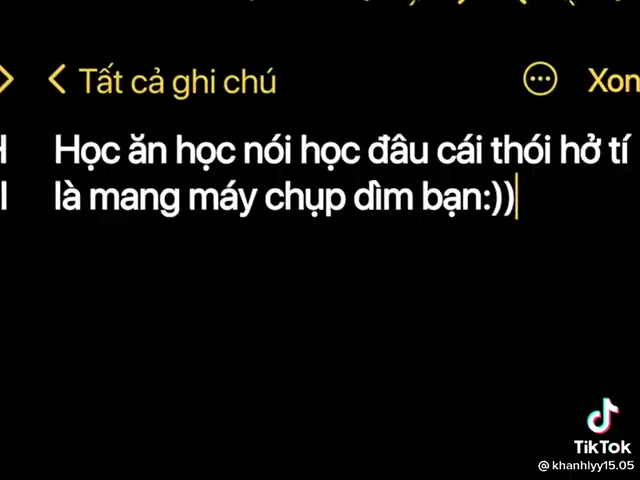 Tất cả ghi chú
Xon
Học ăn học nói học đâu cái thói hở tí
là mang máy chụp dìm bạn:))
TikTok
@khanhlyy15.05